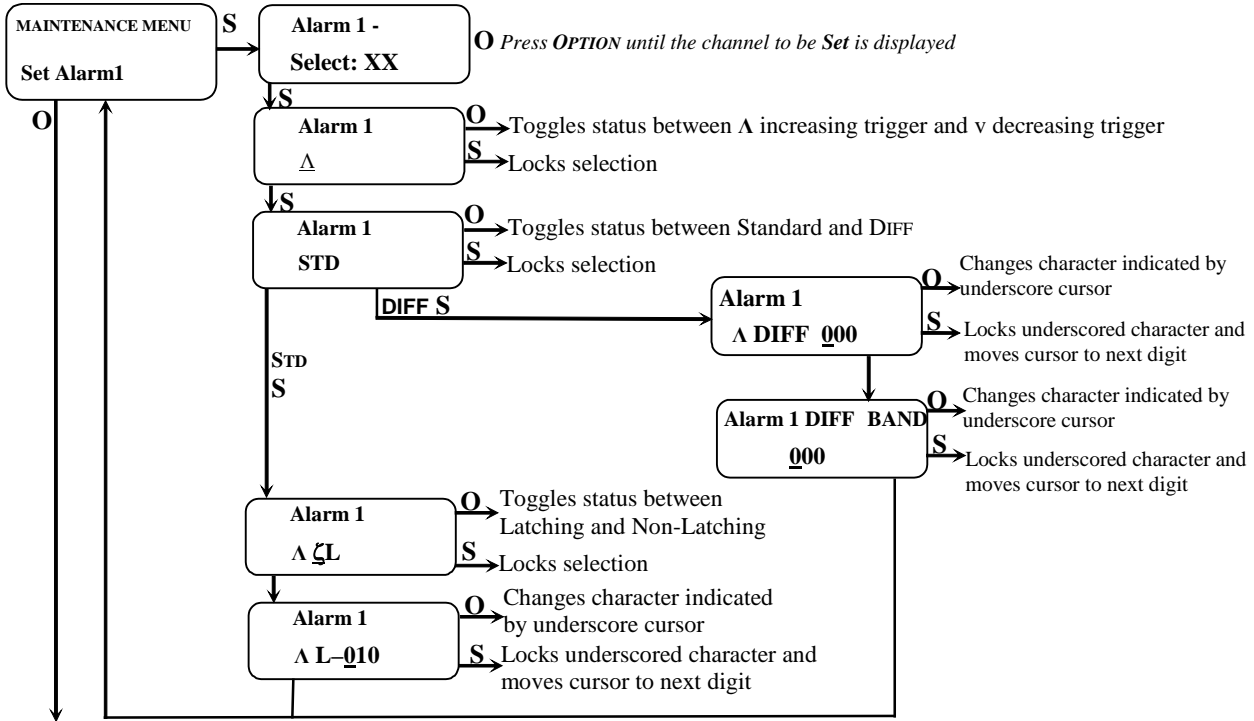 MAINTENANCE MENU
Set Alarm1
S
O
Alarm 1 -
Select: XX
O Press OPTION until the channel to be Set is displayed
S
Alarm 1
Λ
O
Toggles status between Λ increasing trigger and v decreasing trigger
S
Locks selection
S
Alarm 1
STD
O
Toggles status between Standard and DIFF
S
Locks selection
DIFF S
Alarm 1
Λ DIFF 000
O
Changes character indicated by
underscore cursor
S
Locks underscored character and
moves cursor to next digit
Alarm 1 DIFF BAND
000
O
Changes character indicated by
underscore cursor
S
Locks underscored character and
moves cursor to next digit
STD
S
Alarm 1
Λ ζL
O
Toggles status between
Latching and Non-Latching
S
Locks selection
Alarm 1
Λ L–010
O
Changes character indicated
by underscore cursor
S
Locks underscored character and
moves cursor to next digit